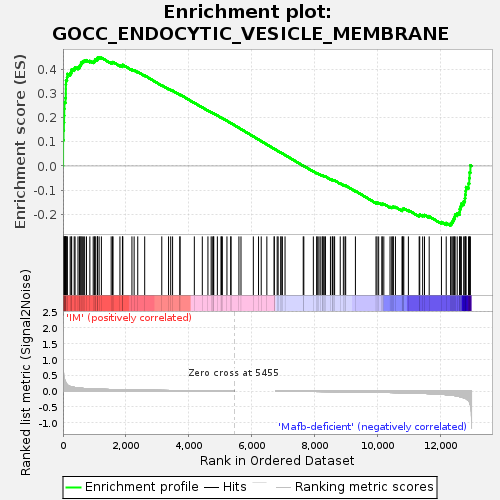 Enrichment plot:
GOCC_ENDOCYTIC_VESICLE_MEMBRANE
Enrichment score (ES)
0.4
0.3
0.2
0.1
0.0
-0.1
-0.2
'IM' (positively correlated)
Ranked list metric (Signal2Noise)
2.5
2.0
1.5
1.0
0.5
0.0
-0.5
-1.0
Zero cross at 5455
'Mafb-deficient' (negatively correlated)
0
2,000
4,000
6,000
8,000
10,000
12,000
Rank in Ordered Dataset
Enrichment profile
Hits
Ranking metric scores